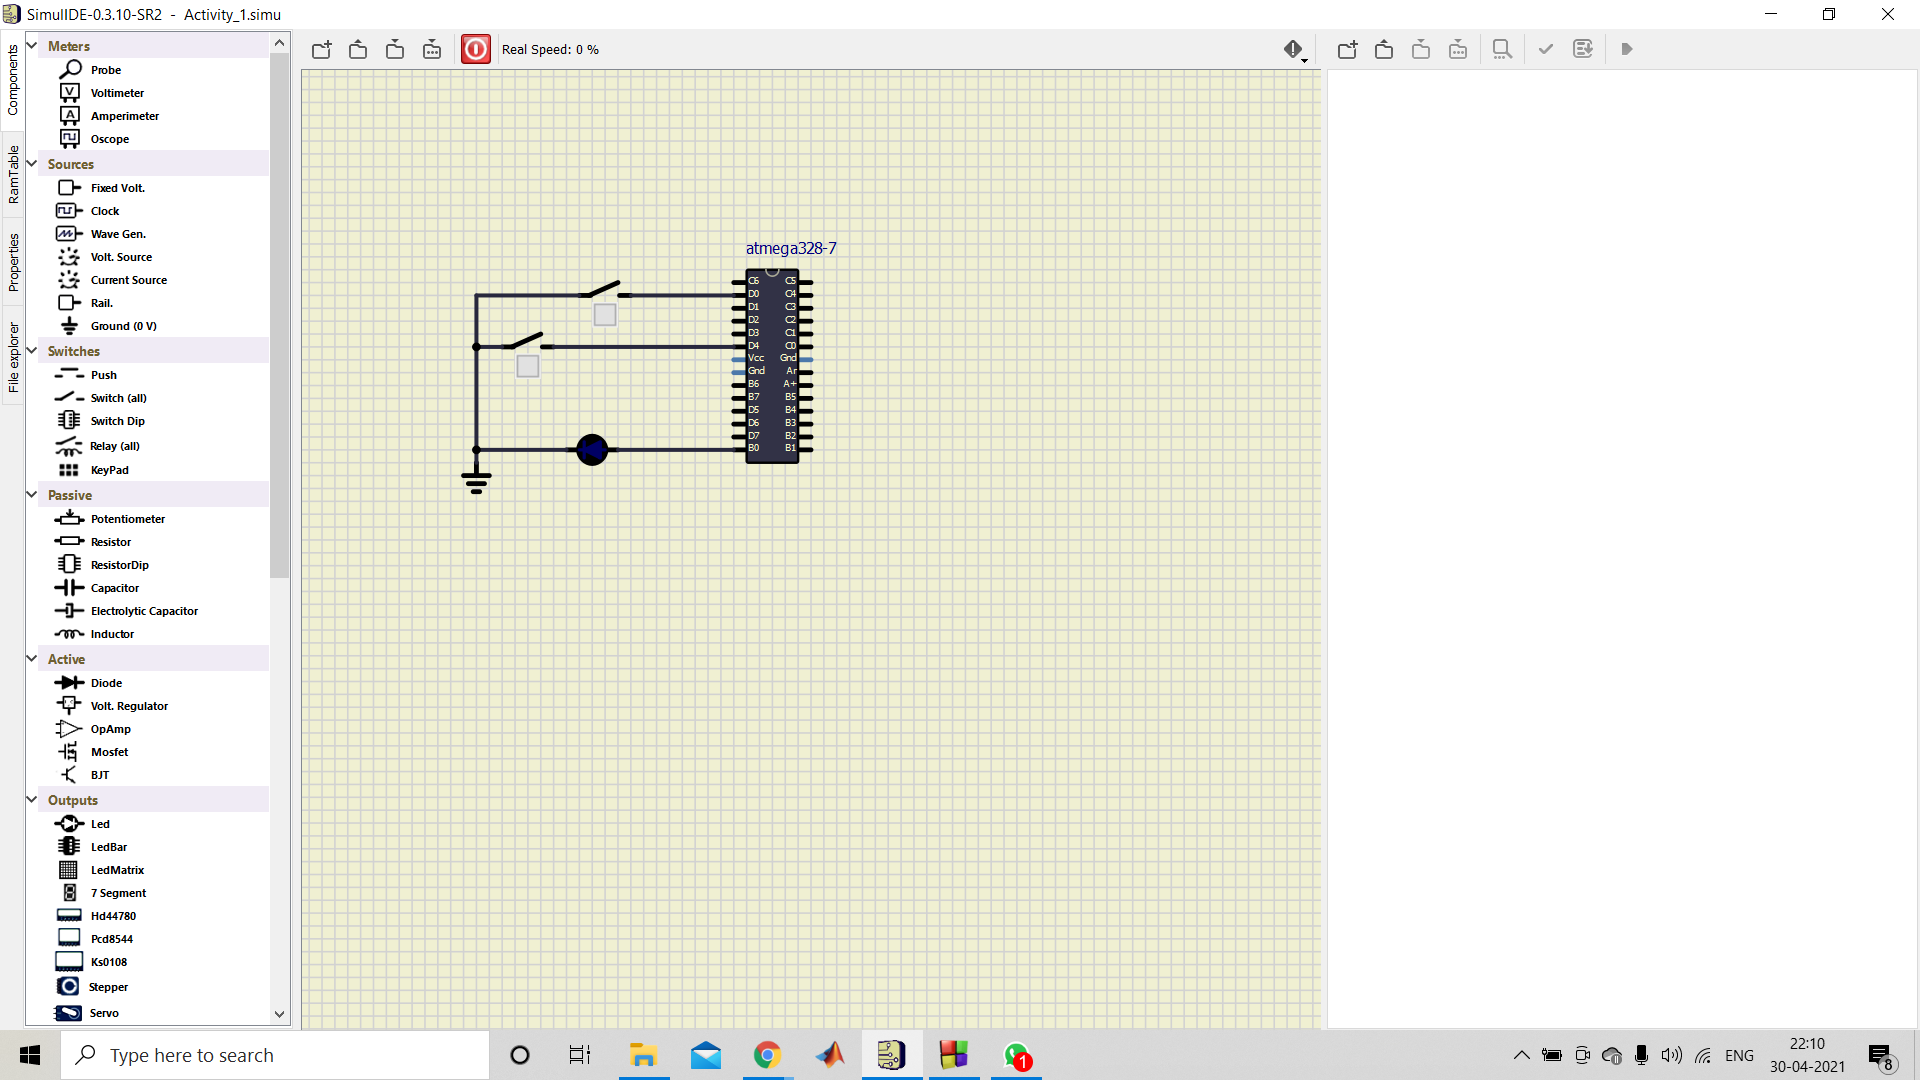 SimulIDE-0.3.10-SR2 - Activity_1.simu
Components
RamTable
Properties
File explorer
Meters
Probe
Voltimeter
Amperimeter
Oscope
Sources
Fixed Volt.
Clock
Wave Gen.
Volt. Source
Current Source
Rail.
Ground (0 V)
Switches
Push
Switch (all)
Switch Dip
Relay (all)
KeyPad
Passive
Potentiometer
Resistor
ResistorDip
Capacitor
Electrolytic Capacitor
Inductor
Active
Diode
Volt. Regulator
OpAmp
Mosfet
BJT
Outputs
Led
LedBar
LedMatrix
7 Segment
Hd44780
Pcd8544
Ks0108
Stepper
Servo
Real Speed: 0 %
atmega328-7
C6 C5
D0 C4
D1 C3
D2 C2
D3 C1
D4 C0
Vcc Gnd
Gnd Ar
B6 A+
B7 B5
D5 B4
D6 B3
D7 B2
B0 B1
Type here to search
1
ENG
22:10
30-04-2021
8